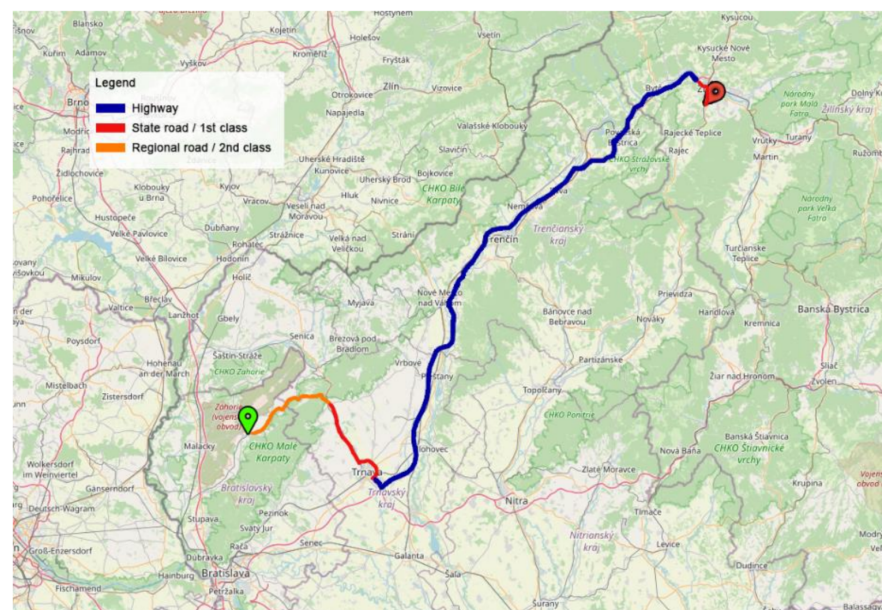 Legend
Highway
State road / 1st class
Regional road / 2nd class
Blansko
Kojetín
Hostýnem
Kysucou
Holešov
Vsetín
Kroměříž
Vyškov
Kuřim
Adamov
Fryšták
Kysucké Nové
Mesto
Zlín
Vizovice
Otrokovice
Napajedla
Národný
park Malá
Fatra
Dolný Ku
Žilinský kraj
Valašské Klobouky
Rajecké Teplice
Vrútky
Turany
Rajec
Martin
Slavičín
Bystrica
CHKO Strážovské
vrchy
Uherské Hradiště
Kunovice
Uherský Brod
Bojkovice
CHKO Bílé
Karpaty
Klobouky
u Brna
Kyjov
Židlochovice
Pohořelice
Vracov
Hluk
Nivnice
Veselí nad
Moravou
Hustopeče
Dubňany
Strážnice
Velká nad
Veličkou
Strání
Nemšová
Národný
park Veľká
Fatra
Trenčín
Trenčiansky
kraj
Velké Pavlovice
Velké Bílovice
Rohatec
Hodonín
Holíč
Turčianske
Teplice
Mikulov
Břeclav
Valtice
Lanžhot
Gbely
Myjava
Nové Mesto
nad Váhom
Prievidza
Bánovce nad
Bebravou
Nováky
Handlová
Kremnica
Banská Bystrica
Poysdorf
Senica
Brezová pod
Bradlom
Šaštín-Stráže
CHKO Záhorie
Hohenau
an der March
Vrbové
Piešťany
Partizánske
Topoľčany
Sliač
Zvolen
Žiar nad Hronom
Mistelbach
Zistersdorf
Malacky
CHKO Malé
Karpaty
CHKO Ponitrie
Banská Štiavnica
CHKO Štiavnické
vrchy
Nová Baňa
Hlohovec
Wolkersdorf
im Weinviertel
Gänserndorf
Deutsch-Wagram
Bratislavský
kraj
Trnava
Trnavský
kraj
Zlaté Moravce
Krupina
Nitra
Pezinok
Stupava
Svätý Jur
Senec
Tlmače
Nitriansky
kraj
Levice
Groß-Enzersdorf
Rača
Dúbravka
Galanta
Šaľa
Dudince
Fischamend
Hainburg
Bratislava
Petržalka
Šurany